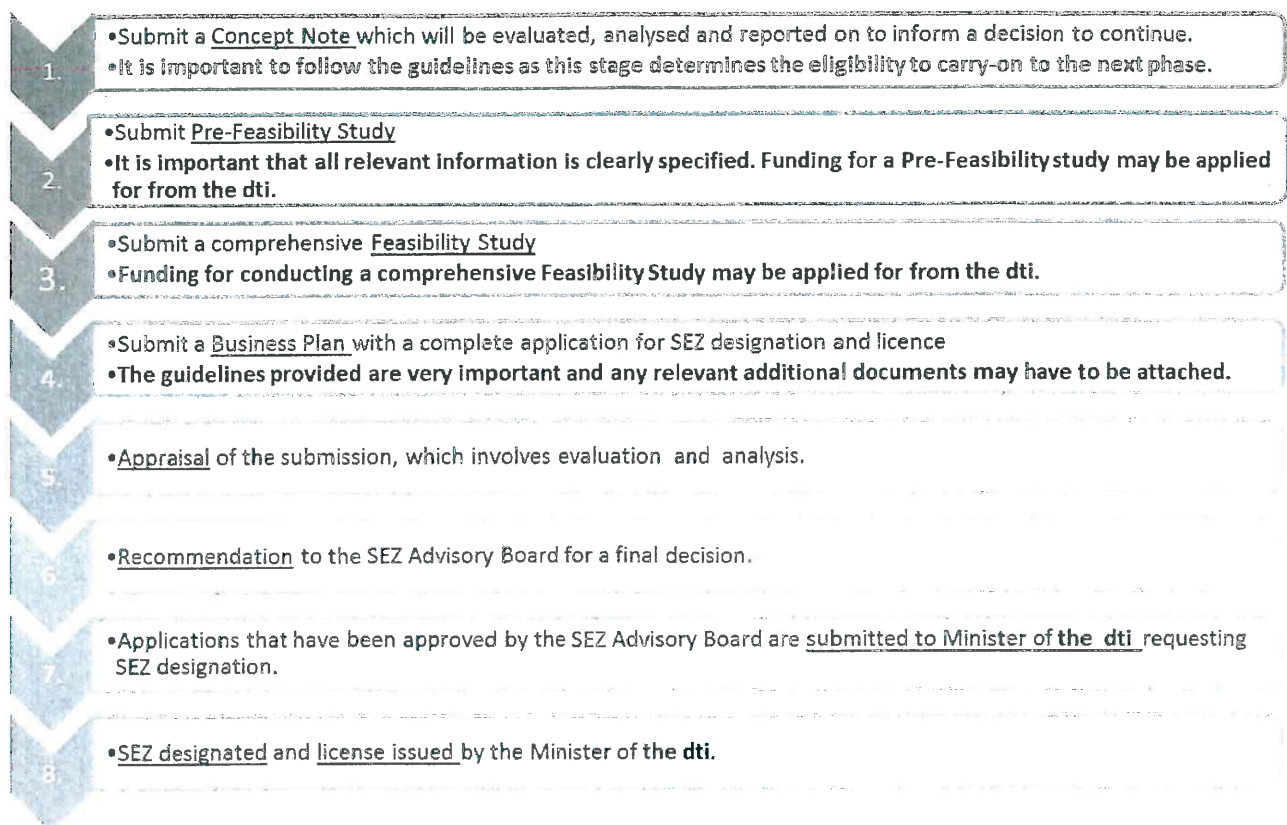 1.
•Submit a Concept Note which will be evaluated, analysed and reported on to inform a decision to continue.
•It is important to follow the guidelines as this stage determines the eligibility to carry-on to the next phase.
2.
•Submit Pre-Feasibility Study
•It is important that all relevant information is clearly specified. Funding for a Pre-Feasibility study may be applied
for from the dti.
3.
•Submit a comprehensive Feasibility Study
•Funding for conducting a comprehensive Feasibility Study may be applied for from the dti.
4.
•Submit a Business Plan with a complete application for SEZ designation and licence
•The guidelines provided are very important and any relevant additional documents may have to be attached.
5.
•Appraisal of the submission, which involves evaluation and analysis.
6.
•Recommendation to the SEZ Advisory Board for a final decision.
7.
•Applications that have been approved by the SEZ Advisory Board are submitted to Minister of the dti requesting
SEZ designation.
8.
•SEZ designated and license issued by the Minister of the dti.